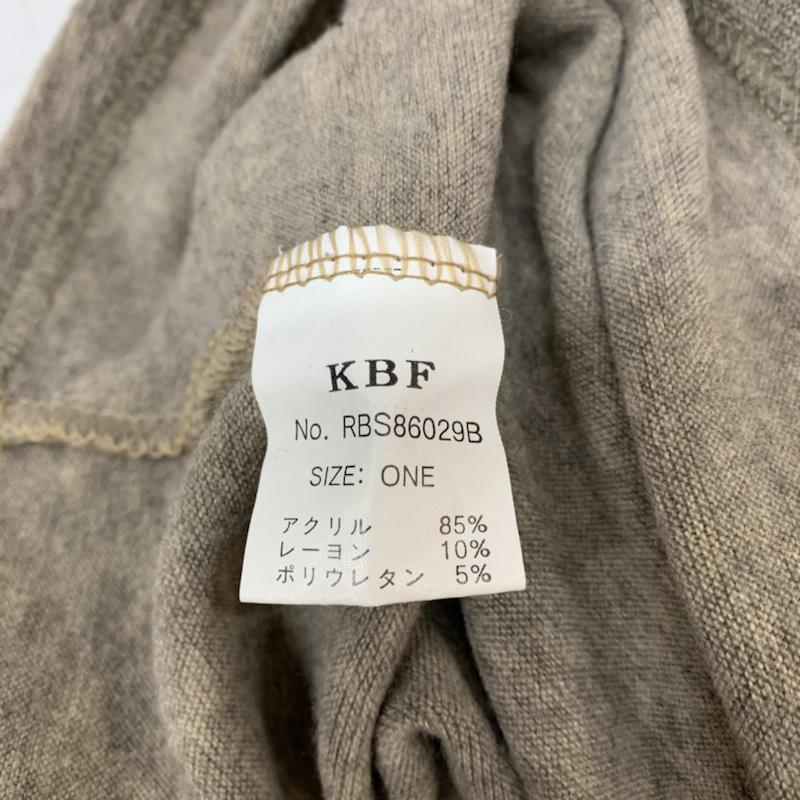 KBF
No. RBS86029B
SIZE: ONE
アクリル 85%
レーヨン 10%
ポリウレタン 5%